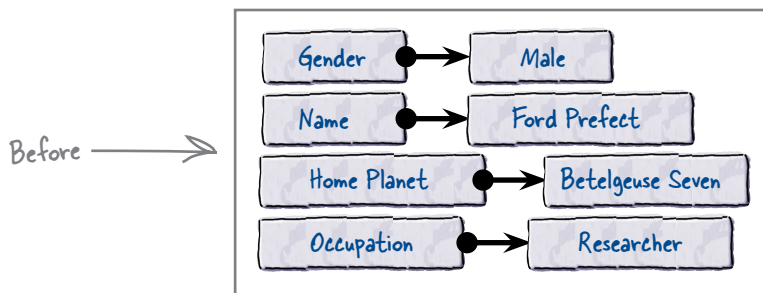 Gender Male
Name Ford Prefect
Before
Home Planet Betelgeuse Seven
Occupation Researcher